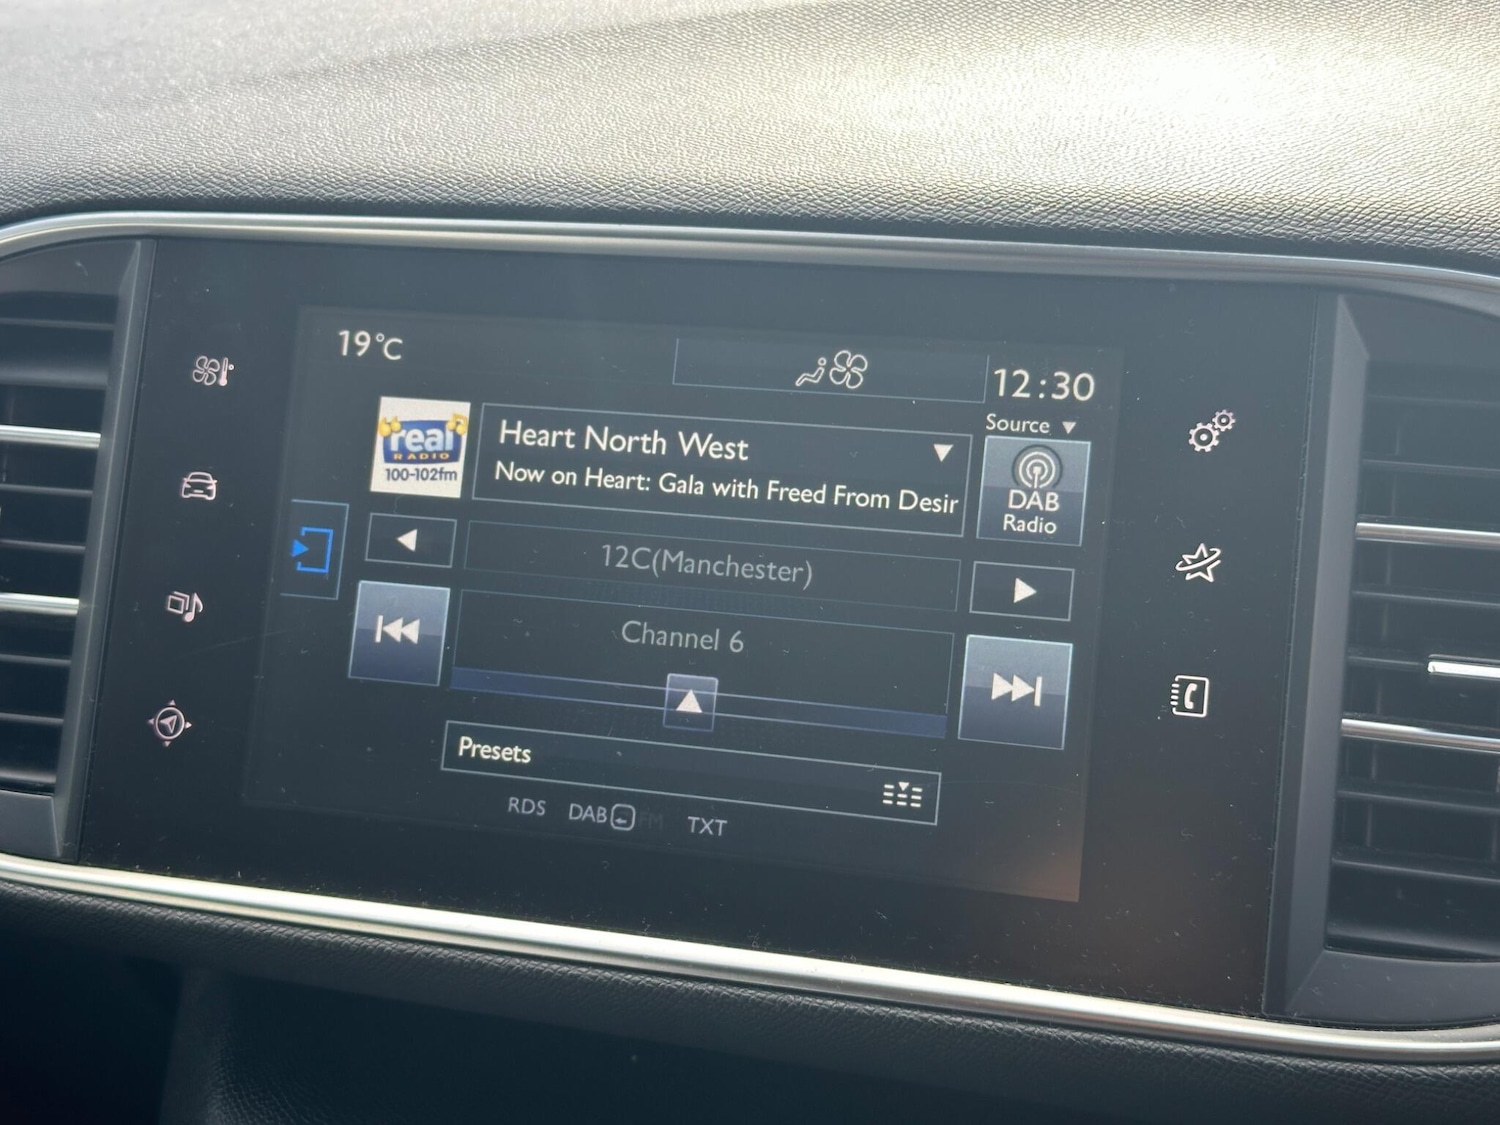 19°C
12:30
Source
real
RADIO
100-102fm
Heart North West
Now on Heart: Gala with Freed From Desir
DAB
Radio
12C(Manchester)
Channel 6
Presets
RDS DAB FM TXT